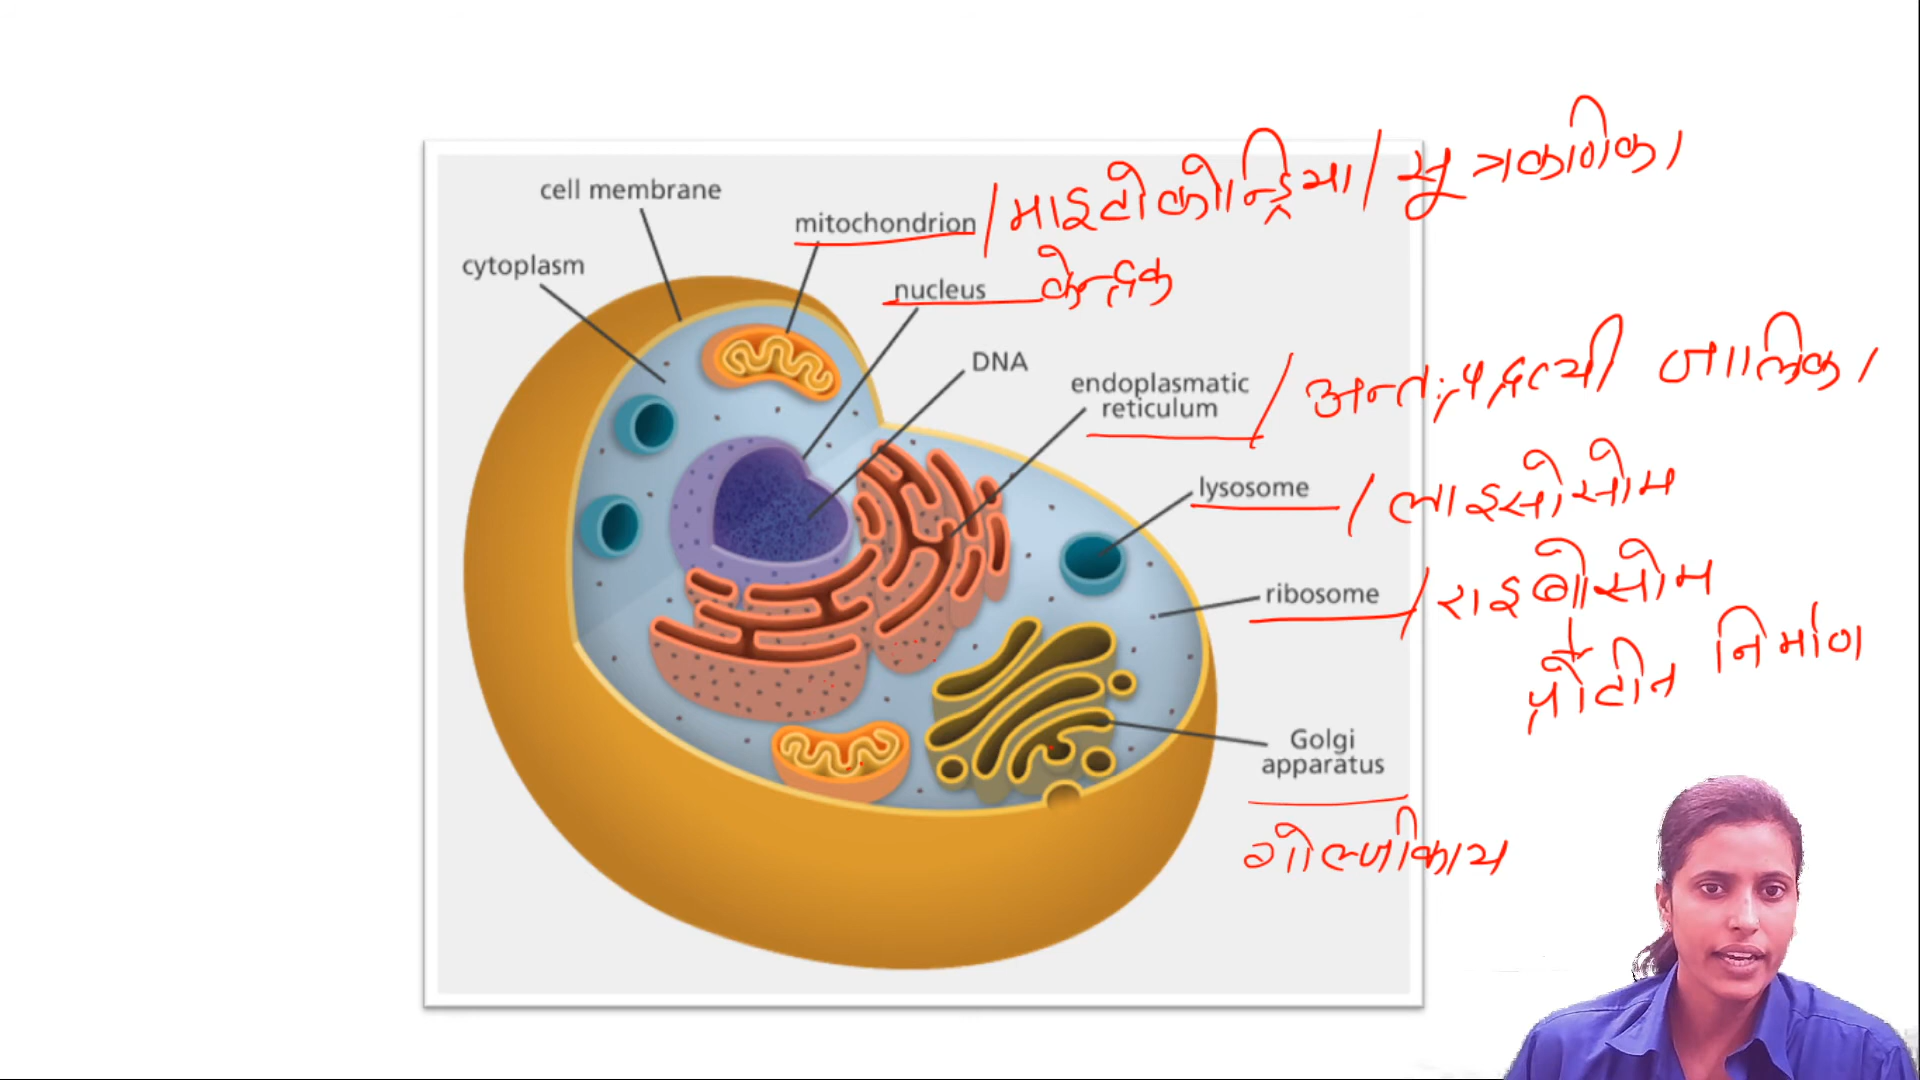 cell membrane
mitochondrion / माइटोकोन्ड्रिया / सूत्रकणिका
cytoplasm
nucleus केन्द्रक
DNA
endoplasmatic
reticulum / अन्तःप्रद्रव्यी जालिका
lysosome / लाइसोसोम
ribosome / राइबोसोम
प्रोटीन निर्माण
Golgi
apparatus
गोल्जीकाय